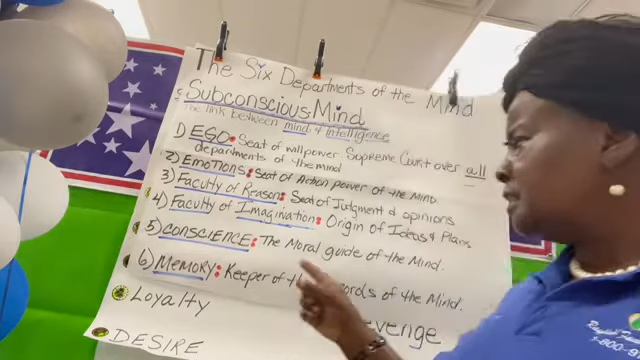 The Six Departments of the Mind
Subconscious Mind
The link between mind & intelligence
1) EGO: Seat of willpower Supreme Court over all
departments of the mind
2) EMOTIONS: Seat of Action power of the Mind.
3) Faculty of Reason: Seat of Judgment & opinions
4) Faculty of Imagination: Origin of Ideas & Plans
5) CONSCIENCE: The Moral guide of the Mind.
6) MEMORY: Keeper of the cords of the Mind.
Loyalty
evenge
DESIRE